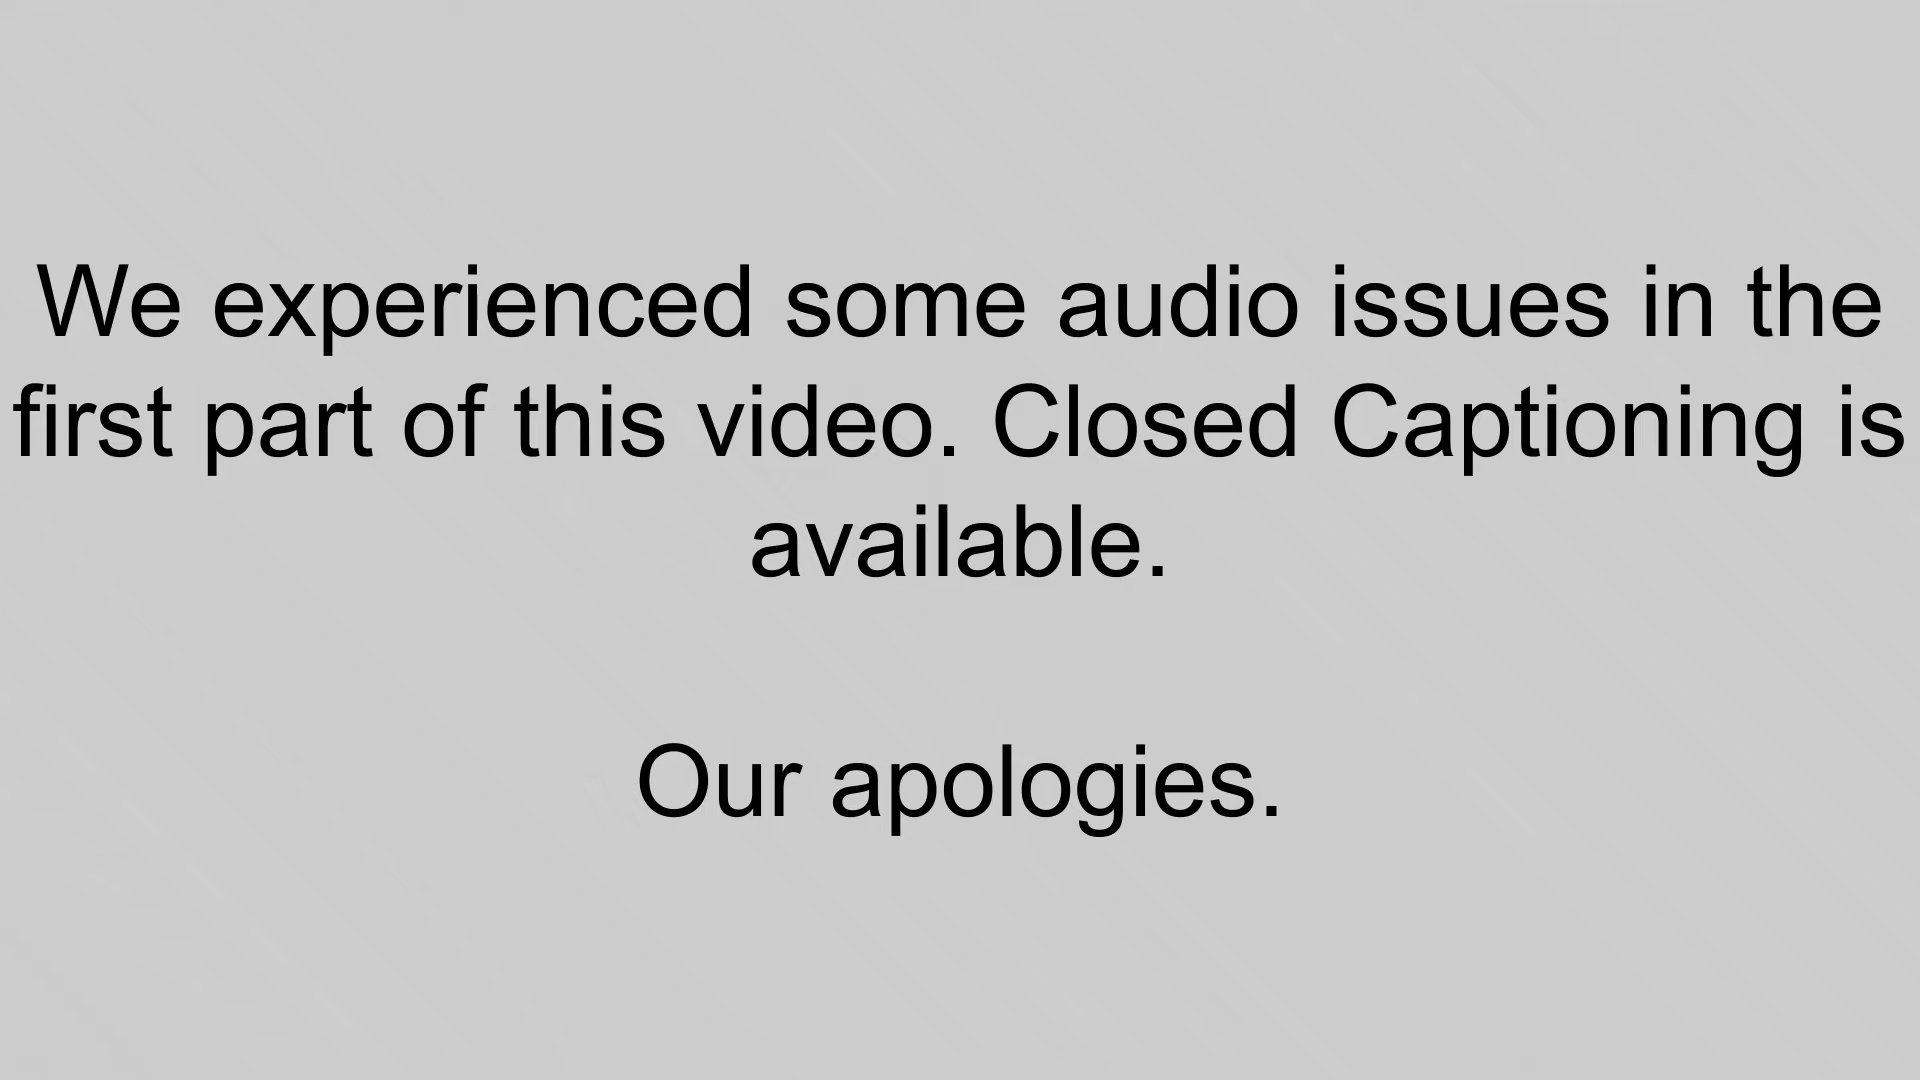 We experienced some audio issues in the
first part of this video. Closed Captioning is
available.
Our apologies.